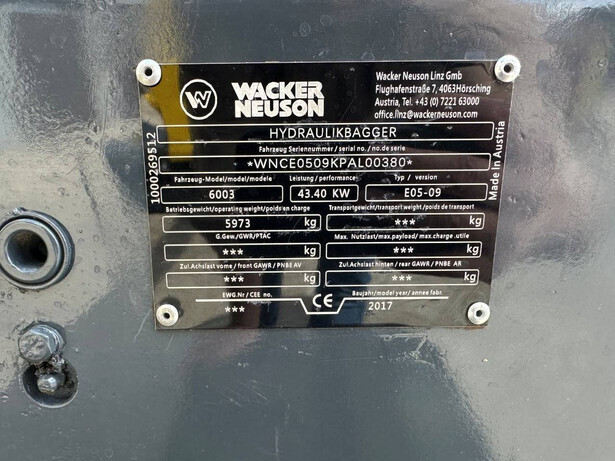 W
WACKER
NEUSON
Wacker Neuson Linz Gmb
Flughafenstraße 7, 4063Hörsching
Austria, Tel. +43 (0) 7221 63000
office.linz@wackerneuson.com
HYDRAULIKBAGGER
Fahrzeug Seriennummer / serial no. / no.de serie
*WNCE0509KPAL00380*
Fahrzeug-Model/model/modele
Leistung / performance
Typ / version
6003
43.40 KW
E05-09
Betriebsgewicht/operating weight/poids en charge
Transportgewicht/transport weight/poids de transport
5973 kg
*** kg
G.Gew./GWR/PTAC
Max. Nutzlast/max.payload/ max.charge.utile
*** kg
*** kg
Zul.Achslast vorne / front GAWR / PNBE AV
Zul.Achslast hinten / rear GAWR / PNBE AR
*** kg
*** kg
EWG.Nr / CEE no.
CE
Baujahr/model year/ annee fabr.
***
2017
1000269512
Made in Austria